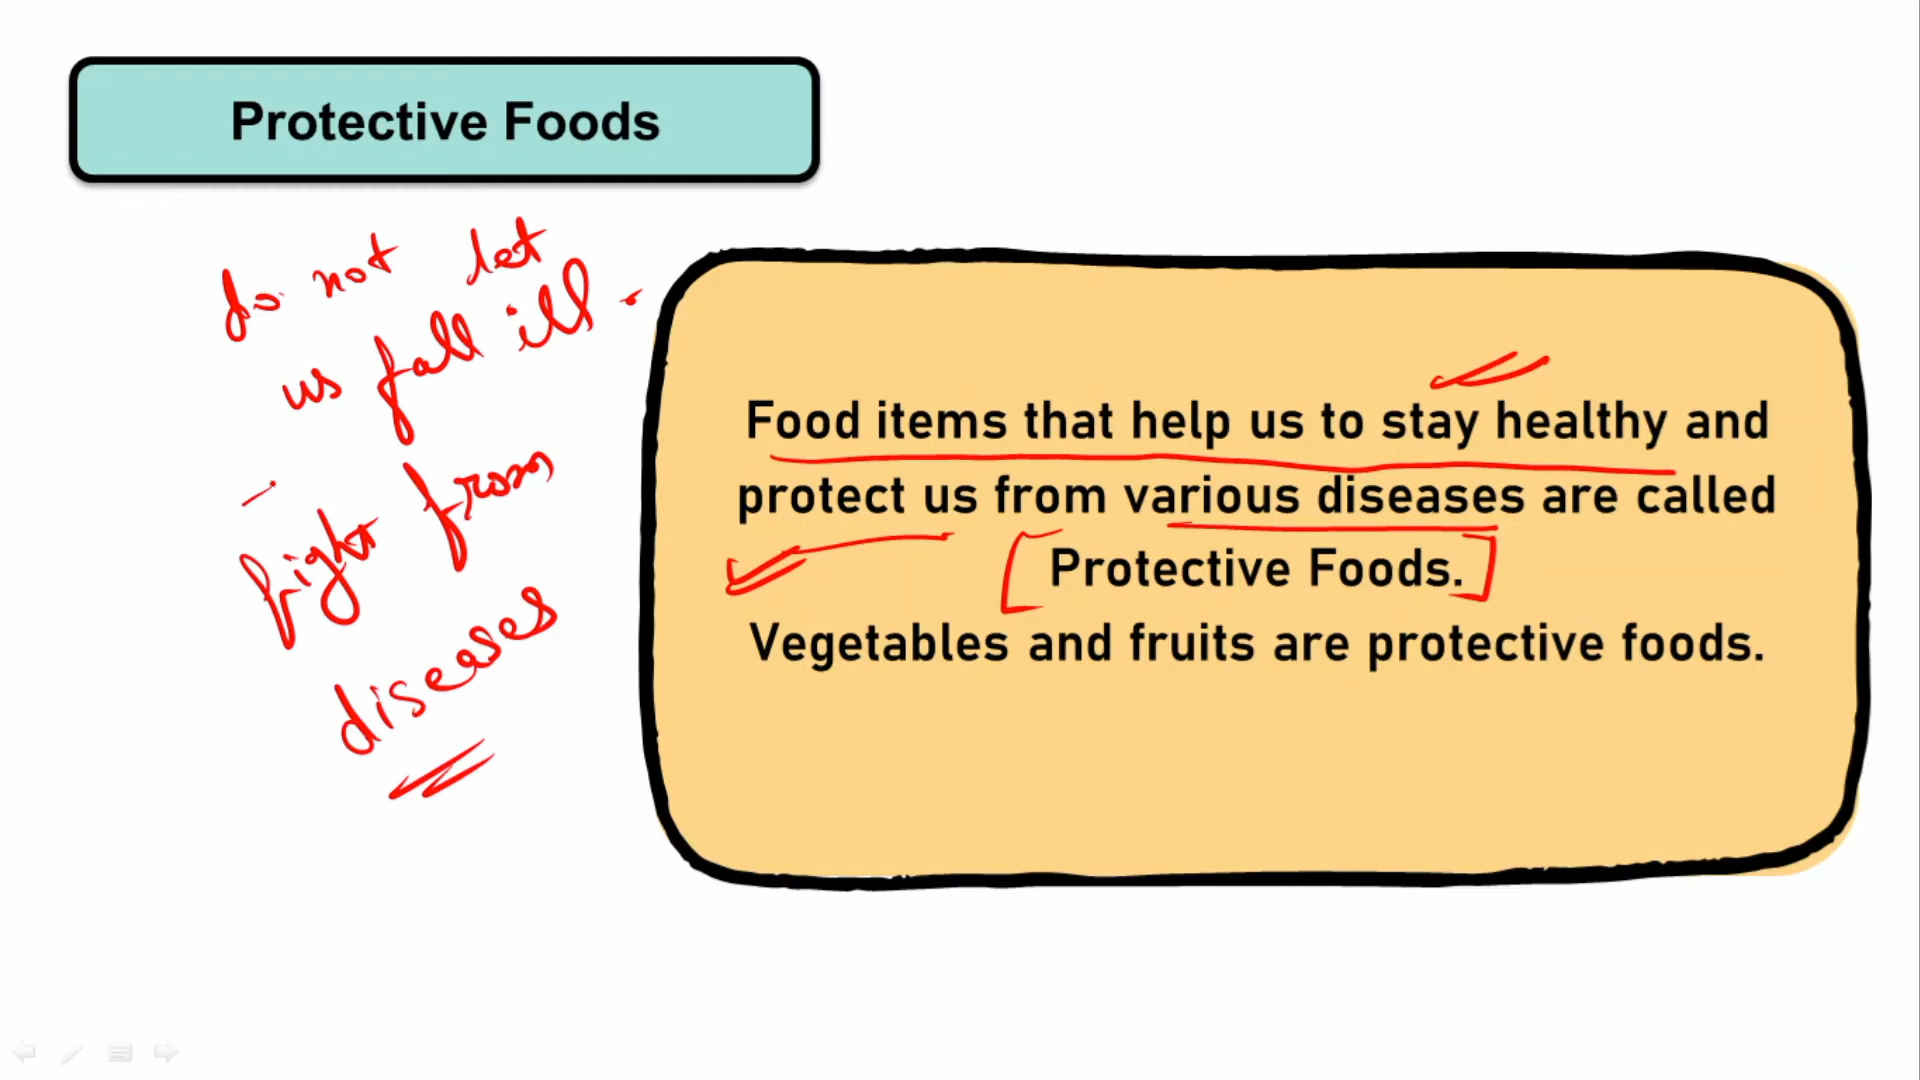 Protective Foods
do not let
us fall ill
fight from
diseases
Food items that help us to stay healthy and
protect us from various diseases are called
Protective Foods.
Vegetables and fruits are protective foods.